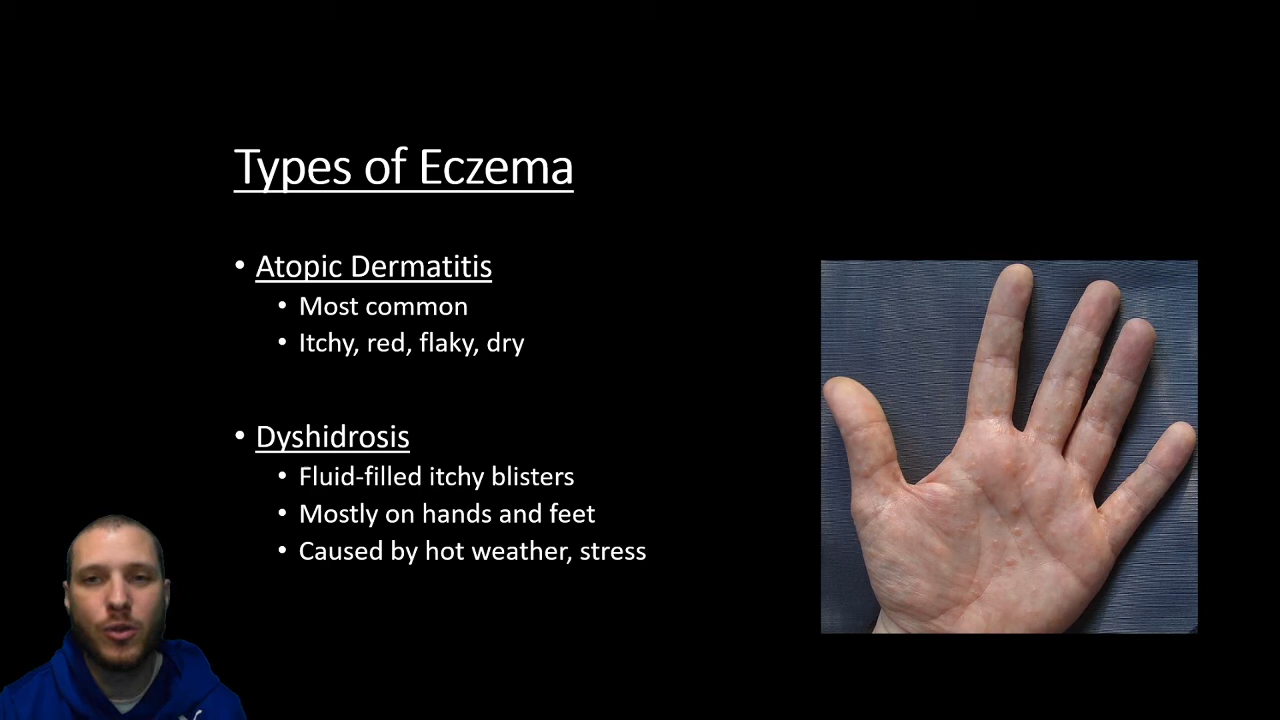 Types of Eczema
• Atopic Dermatitis
• Most common
• Itchy, red, flaky, dry
• Dyshidrosis
• Fluid-filled itchy blisters
• Mostly on hands and feet
• Caused by hot weather, stress